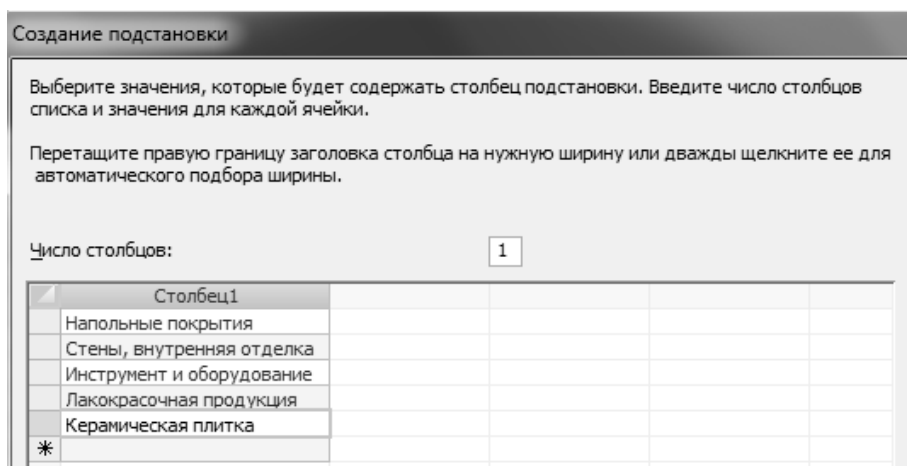 Создание подстановки
Выберите значения, которые будет содержать столбец подстановки. Введите число столбцов
списка и значения для каждой ячейки.
Перетащите правую границу заголовка столбца на нужную ширину или дважды щелкните ее для
автоматического подбора ширины.
Число столбцов: 1
Столбец1
Напольные покрытия
Стены, внутренняя отделка
Инструмент и оборудование
Лакокрасочная продукция
Керамическая плитка